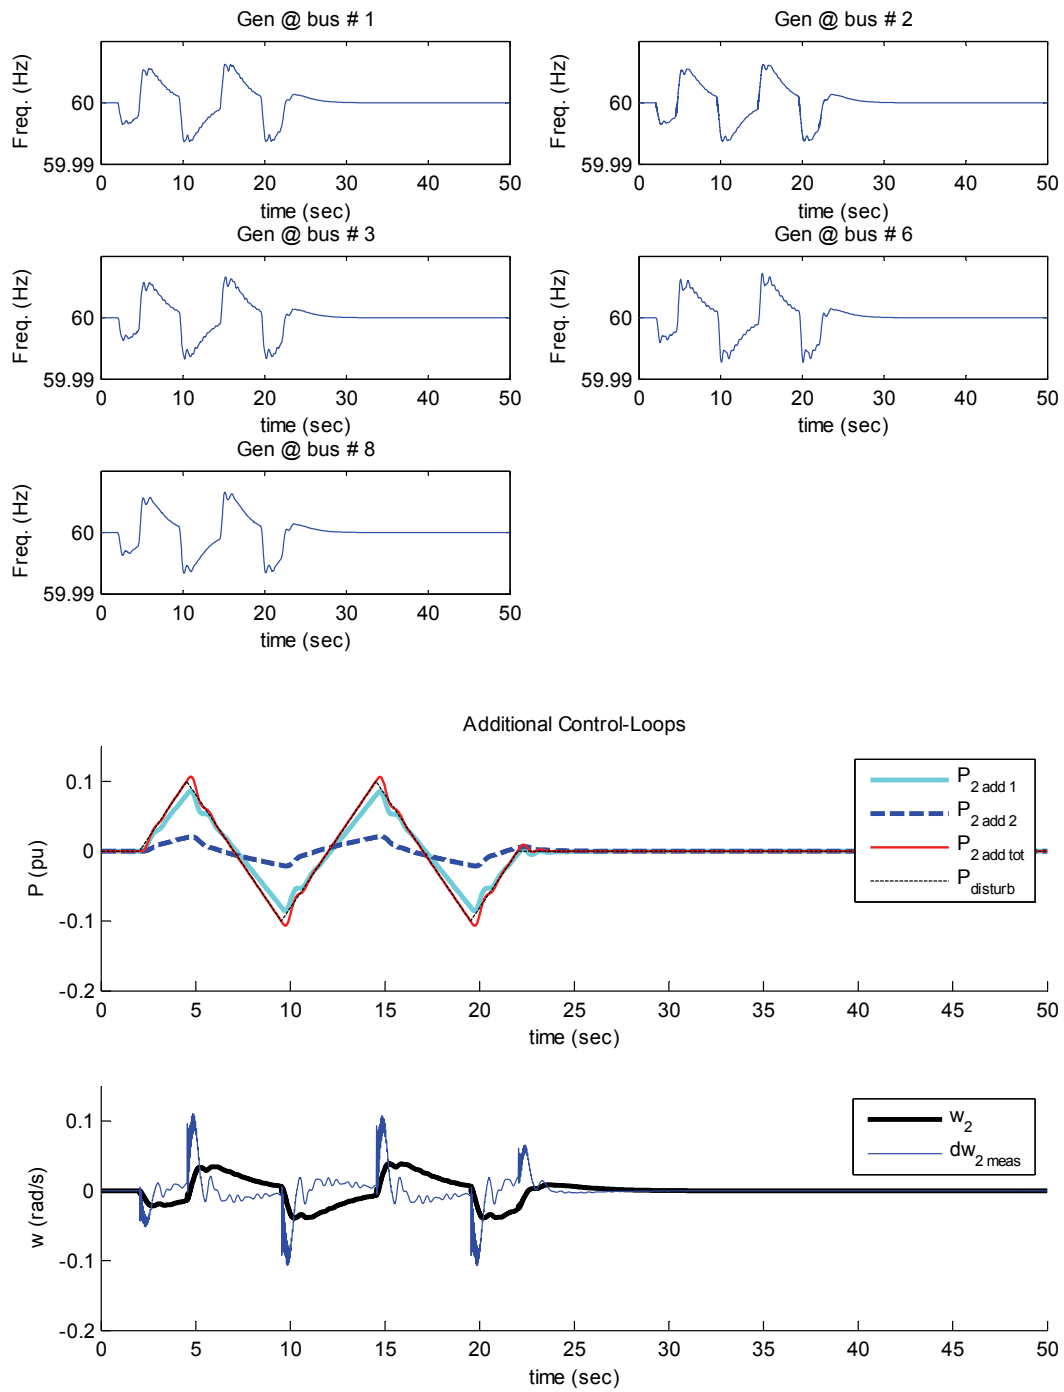 Gen @ bus # 1
Freq. (Hz)
60
59.99
0 10 20 30 40 50
time (sec)
Gen @ bus # 2
Freq. (Hz)
60
59.99
0 10 20 30 40 50
time (sec)
Gen @ bus # 3
Freq. (Hz)
60
59.99
0 10 20 30 40 50
time (sec)
Gen @ bus # 6
Freq. (Hz)
60
59.99
0 10 20 30 40 50
time (sec)
Gen @ bus # 8
Freq. (Hz)
60
59.99
0 10 20 30 40 50
time (sec)
Additional Control-Loops
P (pu)
0.1
0
-0.1
-0.2
P2 add 1
P2 add 2
P2 add tot
Pdisturb
0 5 10 15 20 25 30 35 40 45 50
time (sec)
w (rad/s)
0.1
0
-0.1
-0.2
w2
dw2 meas
0 5 10 15 20 25 30 35 40 45 50
time (sec)